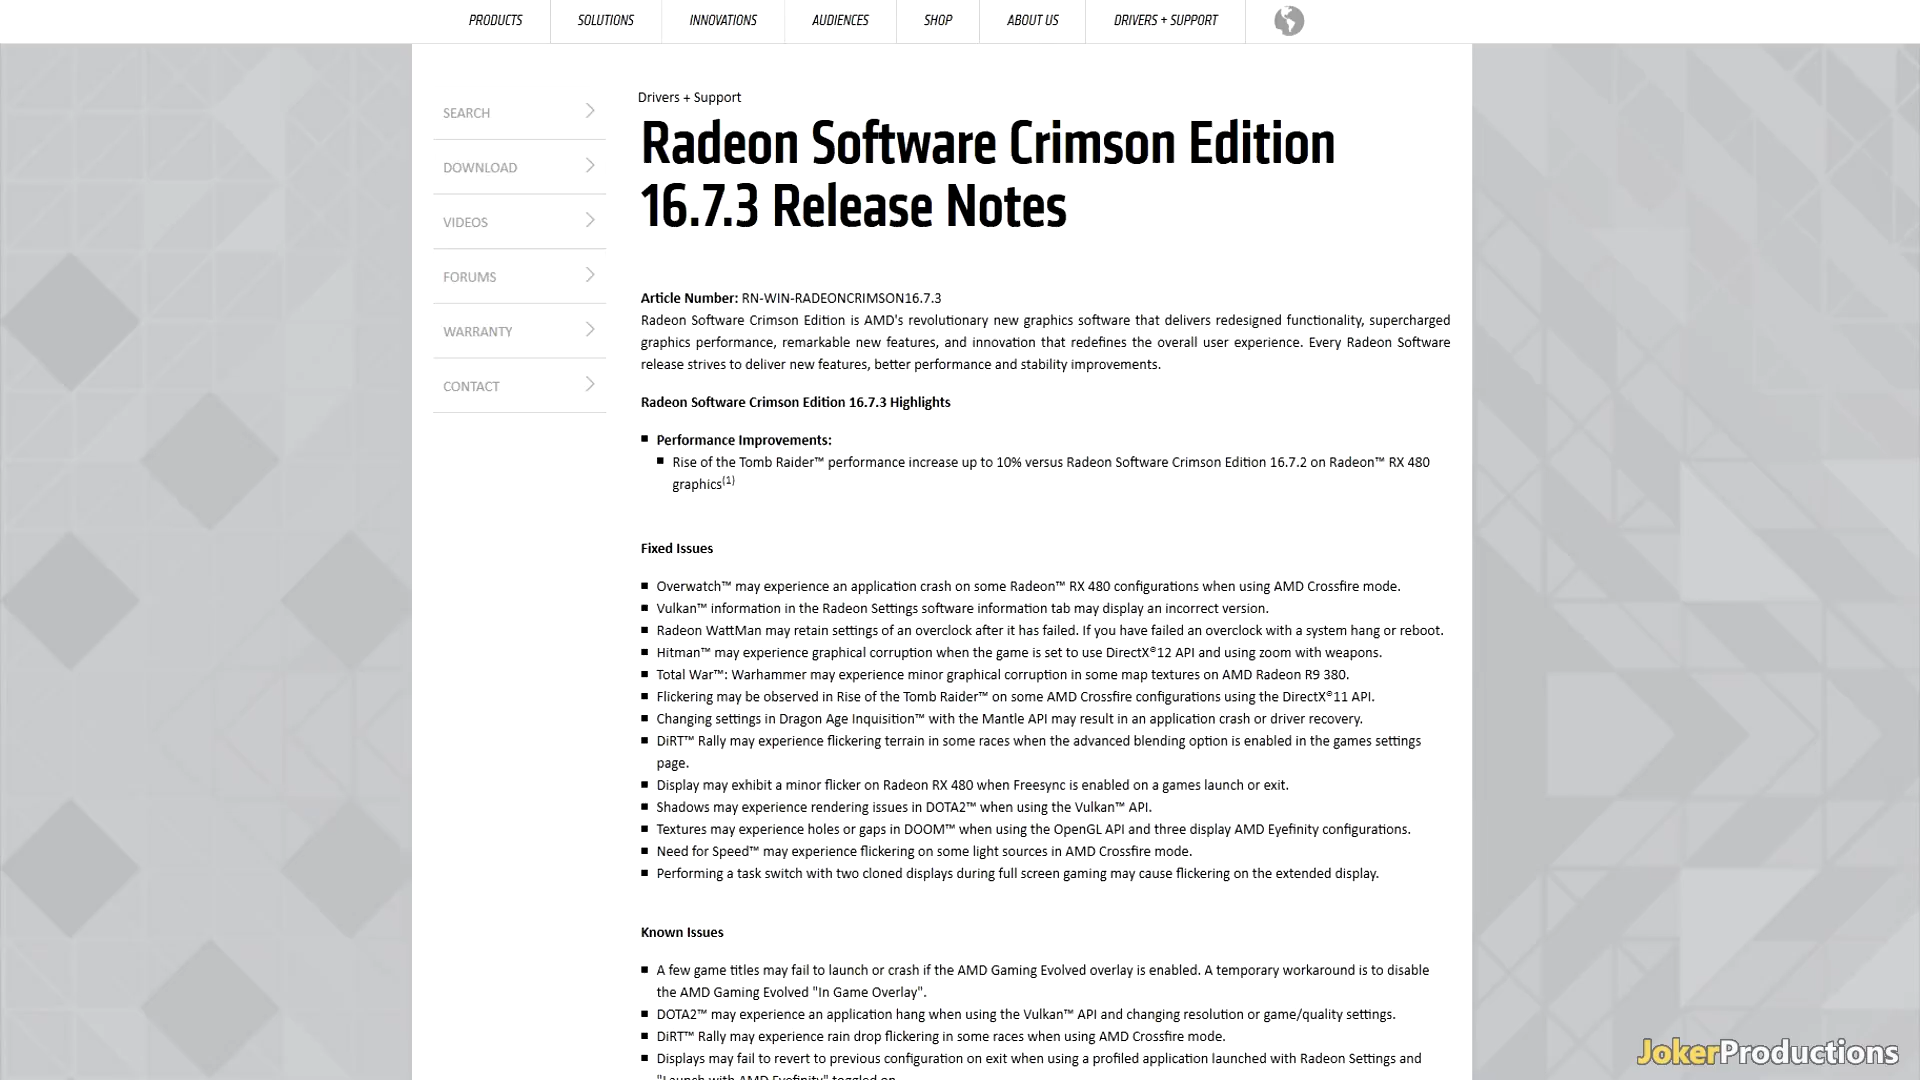 PRODUCTS SOLUTIONS INNOVATIONS AUDIENCES SHOP ABOUT US DRIVERS + SUPPORT
SEARCH
DOWNLOAD
VIDEOS
FORUMS
WARRANTY
CONTACT
Drivers + Support
Radeon Software Crimson Edition
16.7.3 Release Notes
Article Number: RN-WIN-RADEONCRIMSON16.7.3
Radeon Software Crimson Edition is AMD's revolutionary new graphics software that delivers redesigned functionality, supercharged
graphics performance, remarkable new features, and innovation that redefines the overall user experience. Every Radeon Software
release strives to deliver new features, better performance and stability improvements.
Radeon Software Crimson Edition 16.7.3 Highlights
■ Performance Improvements:
■ Rise of the Tomb Raider™ performance increase up to 10% versus Radeon Software Crimson Edition 16.7.2 on Radeon™ RX 480
graphics(1)
Fixed Issues
■ Overwatch™ may experience an application crash on some Radeon™ RX 480 configurations when using AMD Crossfire mode.
■ Vulkan™ information in the Radeon Settings software information tab may display an incorrect version.
■ Radeon WattMan may retain settings of an overclock after it has failed. If you have failed an overclock with a system hang or reboot.
■ Hitman™ may experience graphical corruption when the game is set to use DirectX®12 API and using zoom with weapons.
■ Total War™: Warhammer may experience minor graphical corruption in some map textures on AMD Radeon R9 380.
■ Flickering may be observed in Rise of the Tomb Raider™ on some AMD Crossfire configurations using the DirectX®11 API.
■ Changing settings in Dragon Age Inquisition™ with the Mantle API may result in an application crash or driver recovery.
■ DiRT™ Rally may experience flickering terrain in some races when the advanced blending option is enabled in the games settings
page.
■ Display may exhibit a minor flicker on Radeon RX 480 when Freesync is enabled on a games launch or exit.
■ Shadows may experience rendering issues in DOTA2™ when using the Vulkan™ API.
■ Textures may experience holes or gaps in DOOM™ when using the OpenGL API and three display AMD Eyefinity configurations.
■ Need for Speed™ may experience flickering on some light sources in AMD Crossfire mode.
■ Performing a task switch with two cloned displays during full screen gaming may cause flickering on the extended display.
Known Issues
■ A few game titles may fail to launch or crash if the AMD Gaming Evolved overlay is enabled. A temporary workaround is to disable
the AMD Gaming Evolved "In Game Overlay".
■ DOTA2™ may experience an application hang when using the Vulkan™ API and changing resolution or game/quality settings.
■ DiRT™ Rally may experience rain drop flickering in some races when using AMD Crossfire mode.
■ Displays may fail to revert to previous configuration on exit when using a profiled application launched with Radeon Settings and
"Launch with AMD Eyefinity" toggled on.
JokerProductions